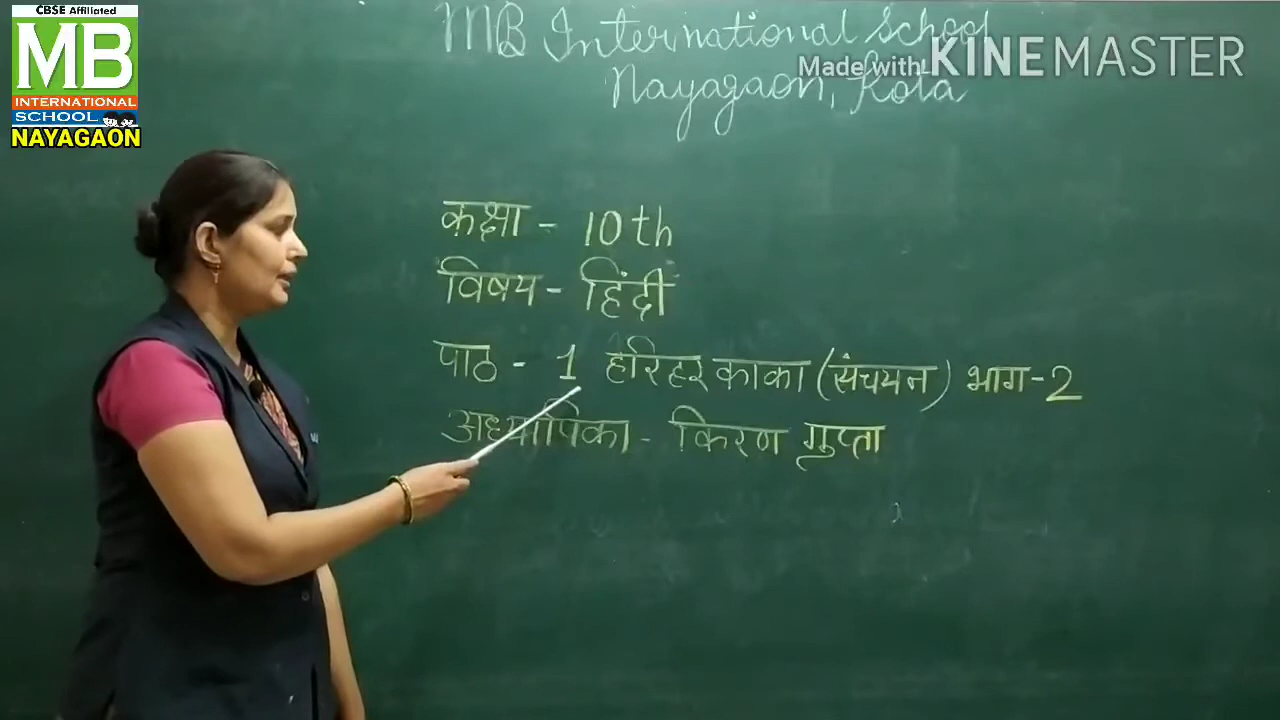 CBSE Affiliated
MB
INTERNATIONAL
SCHOOL
NAYAGAON
MB International School
Nayagaon, Kota
Made with KINEMASTER
कक्षा - 10th
विषय - हिंदी
पाठ - 1 हरिहर काका (संचयन) भाग-2
अध्यापिका - किरण गुप्ता